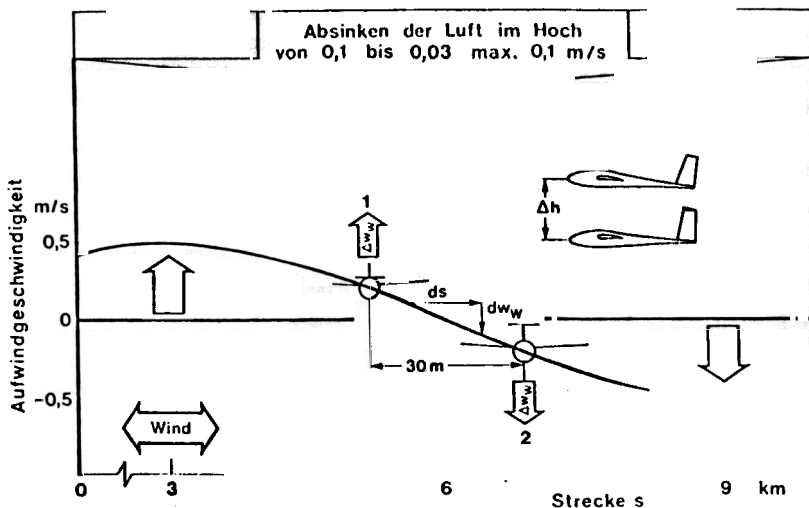 Absinken der Luft im Hoch
von 0,1 bis 0,03 max. 0,1 m/s
Aufwindgeschwindigkeit
m/s
0,5
0
-0,5
1
Δw_W
Δh
ds
dw_W
30 m
Δw_W
2
Wind
0
3
6
9 km
Strecke s